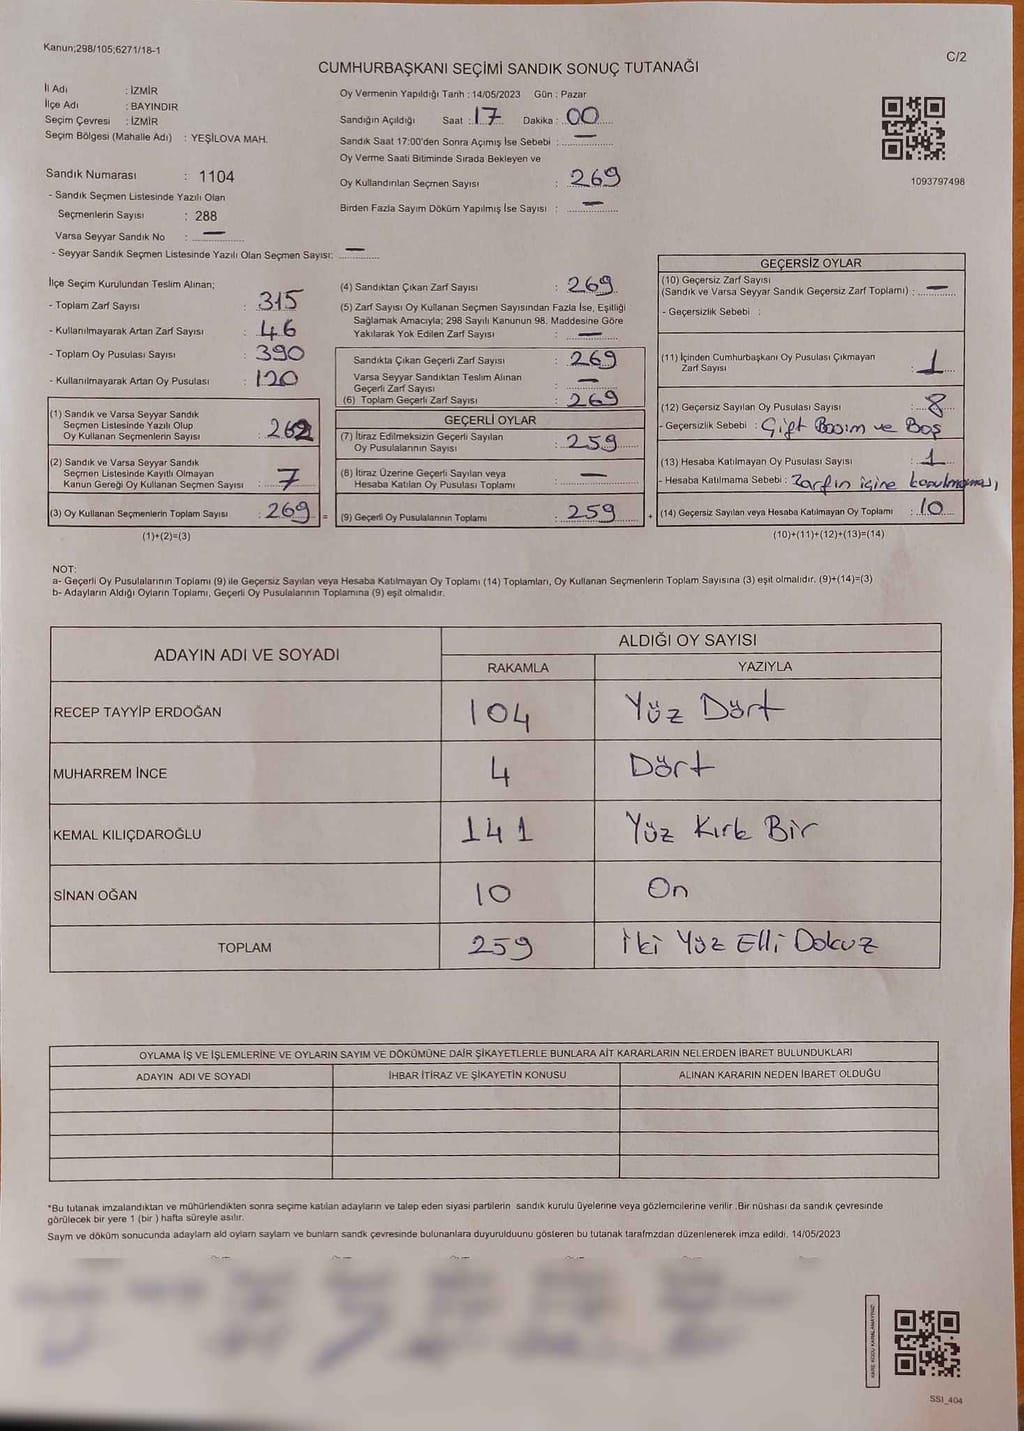 Kanun;298/105;6271/18-1
C/2
CUMHURBAŞKANI SEÇİMİ SANDIK SONUÇ TUTANAĞI
İl Adı : İZMİR
İlçe Adı : BAYINDIR
Seçim Çevresi : İZMİR
Seçim Bölgesi (Mahalle Adı) : YEŞİLOVA MAH.
Sandık Numarası : 1104
- Sandık Seçmen Listesinde Yazılı Olan
Seçmenlerin Sayısı : 288
Varsa Seyyar Sandık No : —
- Seyyar Sandık Seçmen Listesinde Yazılı Olan Seçmen Sayısı: —
Oy Vermenin Yapıldığı Tarih : 14/05/2023 Gün : Pazar
Sandığın Açıldığı Saat : 17 Dakika : 00
Sandık Saat 17:00'den Sonra Açımış İse Sebebi : —
Oy Verme Saati Bitiminde Sırada Bekleyen ve
Oy Kullandırılan Seçmen Sayısı : 269
Birden Fazla Sayım Döküm Yapılmış İse Sayısı : —
1093797498
İlçe Seçim Kurulundan Teslim Alınan;
- Toplam Zarf Sayısı : 315
- Kullanılmayarak Artan Zarf Sayısı : 46
- Toplam Oy Pusulası Sayısı : 390
- Kullanılmayarak Artan Oy Pusulası : 120
(1) Sandık ve Varsa Seyyar Sandık
Seçmen Listesinde Yazılı Olup
Oy Kullanan Seçmenlerin Sayısı : 262
(2) Sandık ve Varsa Seyyar Sandık
Seçmen Listesinde Kayıtlı Olmayan
Kanun Gereği Oy Kullanan Seçmen Sayısı : 7
(3) Oy Kullanan Seçmenlerin Toplam Sayısı : 269 =
(1)+(2)=(3)
(4) Sandıktan Çıkan Zarf Sayısı : 269
(5) Zarf Sayısı Oy Kullanan Seçmen Sayısından Fazla İse, Eşitliği
Sağlamak Amacıyla; 298 Sayılı Kanunun 98. Maddesine Göre
Yakılarak Yok Edilen Zarf Sayısı : —
Sandıkta Çıkan Geçerli Zarf Sayısı : 269
Varsa Seyyar Sandıktan Teslim Alınan
Geçerli Zarf Sayısı : —
(6) Toplam Geçerli Zarf Sayısı : 269
GEÇERLİ OYLAR
(7) İtiraz Edilmeksizin Geçerli Sayılan
Oy Pusulalarının Sayısı : 259
(8) İtiraz Üzerine Geçerli Sayılan veya
Hesaba Katılan Oy Pusulası Toplamı : —
(9) Geçerli Oy Pusulalarının Toplamı : 259 +
GEÇERSİZ OYLAR
(10) Geçersiz Zarf Sayısı
(Sandık ve Varsa Seyyar Sandık Geçersiz Zarf Toplamı) : —
- Geçersizlik Sebebi :
(11) İçinden Cumhurbaşkanı Oy Pusulası Çıkmayan
Zarf Sayısı : 1
(12) Geçersiz Sayılan Oy Pusulası Sayısı : 8
- Geçersizlik Sebebi : Çift Basım ve Boş
(13) Hesaba Katılmayan Oy Pusulası Sayısı : 1
- Hesaba Katılmama Sebebi : Zarfın içine konulmaması,
(14) Geçersiz Sayılan veya Hesaba Katılmayan Oy Toplamı : 10
(10)+(11)+(12)+(13)=(14)
NOT:
a- Geçerli Oy Pusulalarının Toplamı (9) ile Geçersiz Sayılan veya Hesaba Katılmayan Oy Toplamı (14) Toplamları, Oy Kullanan Seçmenlerin Toplam Sayısına (3) eşit olmalıdır. (9)+(14)=(3)
b- Adayların Aldığı Oyların Toplamı, Geçerli Oy Pusulalarının Toplamına (9) eşit olmalıdır.
ADAYIN ADI VE SOYADI
ALDIĞI OY SAYISI
RAKAMLA YAZIYLA
RECEP TAYYİP ERDOĞAN 104 Yüz Dört
MUHARREM İNCE 4 Dört
KEMAL KILIÇDAROĞLU 141 Yüz Kırk Bir
SİNAN OĞAN 10 On
TOPLAM 259 İki Yüz Elli Dokuz
OYLAMA İŞ VE İŞLEMLERİNE VE OYLARIN SAYIM VE DÖKÜMÜNE DAİR ŞİKAYETLERLE BUNLARA AİT KARARLARIN NELERDEN İBARET BULUNDUKLARI
ADAYIN ADI VE SOYADI İHBAR İTİRAZ VE ŞİKAYETİN KONUSU ALINAN KARARIN NEDEN İBARET OLDUĞU
*Bu tutanak imzalandıktan ve mühürlendikten sonra seçime katılan adayların ve talep eden siyasi partilerin sandık kurulu üyelerine veya gözlemcilerine verilir .Bir nüshası da sandık çevresinde
görülecek bir yere 1 (bir ) hafta süreyle asılır.
Sayım ve döküm sonucunda adaylarn ald oylarn saylarn ve bunlarn sandk çevresinde bulunanlara duyurulduunu gösteren bu tutanak tarafmzdan düzenlenerek imza edildi. 14/05/2023
SSI_404